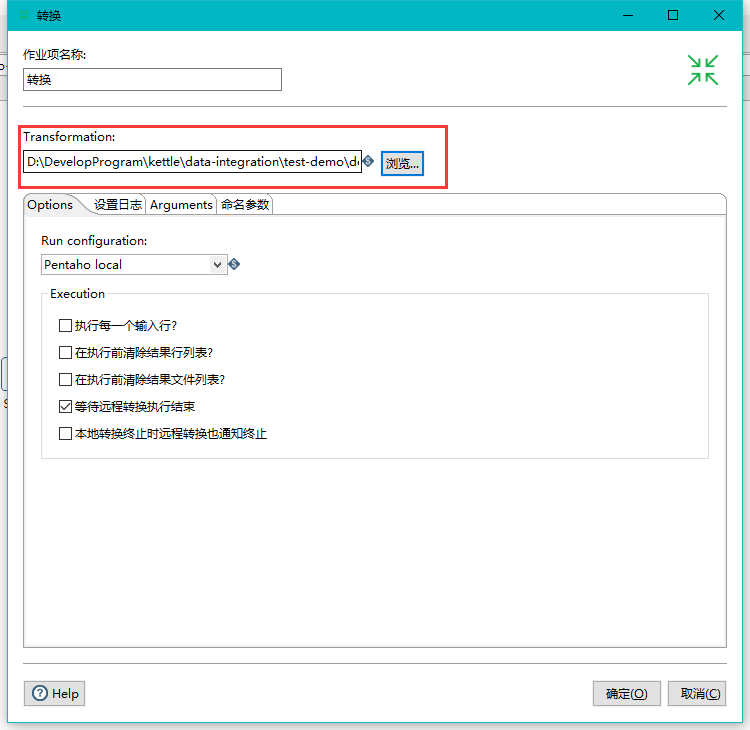 转换
作业项名称:
转换
Transformation:
D:\DevelopProgram\kettle\data-integration\test-demo\d
浏览...
Options 设置日志 Arguments 命名参数
Run configuration:
Pentaho local
Execution
执行每一个输入行?
在执行前清除结果行列表?
在执行前清除结果文件列表?
等待远程转换执行结束
本地转换终止时远程转换也通知终止
Help 确定(O) 取消(C)